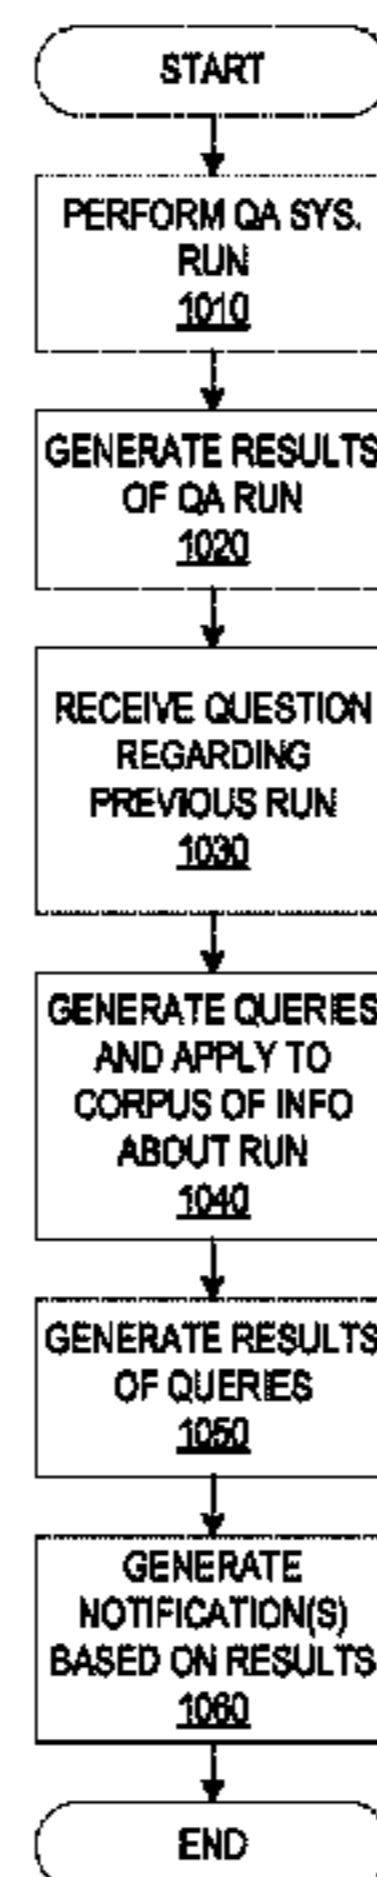 START
PERFORM QA SYS.
RUN
1010
GENERATE RESULTS
OF QA RUN
1020
RECEIVE QUESTION
REGARDING
PREVIOUS RUN
1030
GENERATE QUERIES
AND APPLY TO
CORPUS OF INFO
ABOUT RUN
1040
GENERATE RESULTS
OF QUERIES
1050
GENERATE
NOTIFICATION(S)
BASED ON RESULTS
1060
END